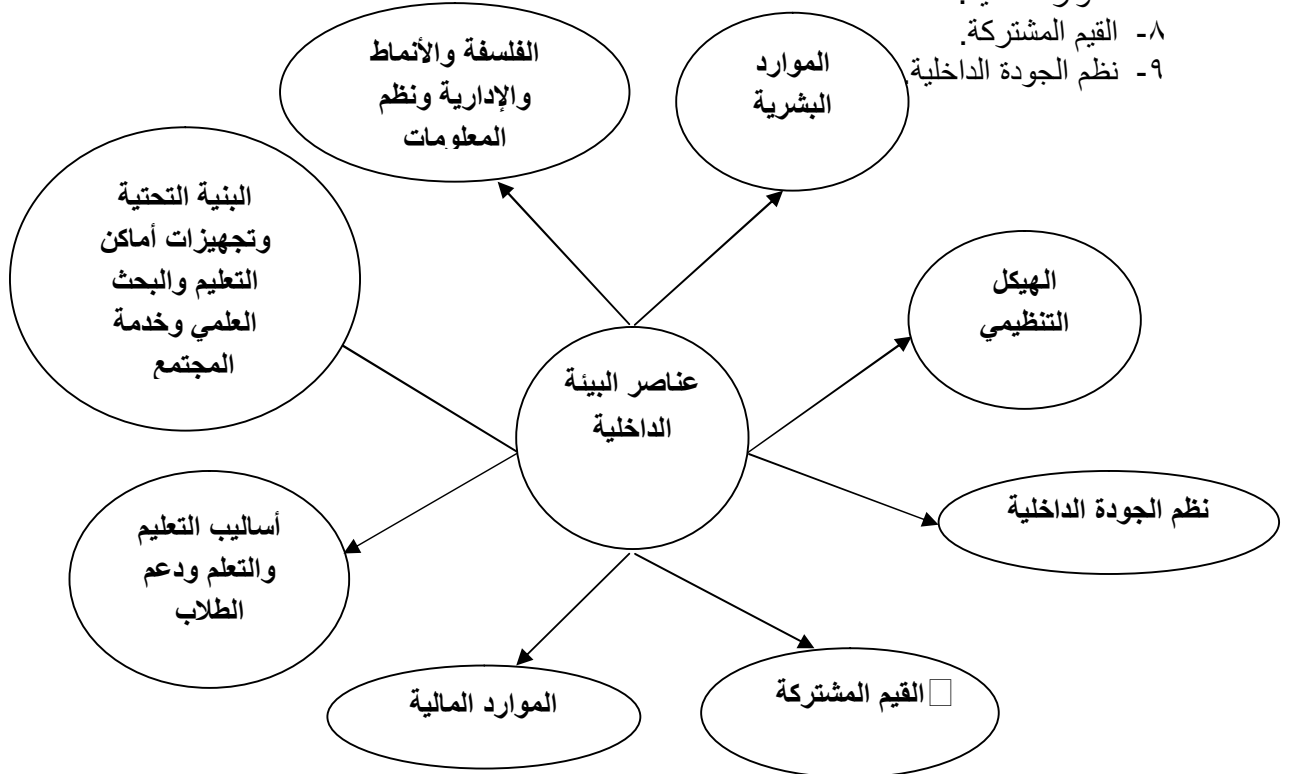 ٨- القيم المشتركة.
٩- نظم الجودة الداخلية.
الموارد
البشرية
الفلسفة والأنماط
والإدارية ونظم
المعلومات
البنية التحتية
وتجهيزات أماكن
التعليم والبحث
العلمي وخدمة
المجتمع
الهيكل
التنظيمي
عناصر البيئة
الداخلية
نظم الجودة الداخلية
أساليب التعليم
والتعلم ودعم
الطلاب
القيم المشتركة
الموارد المالية